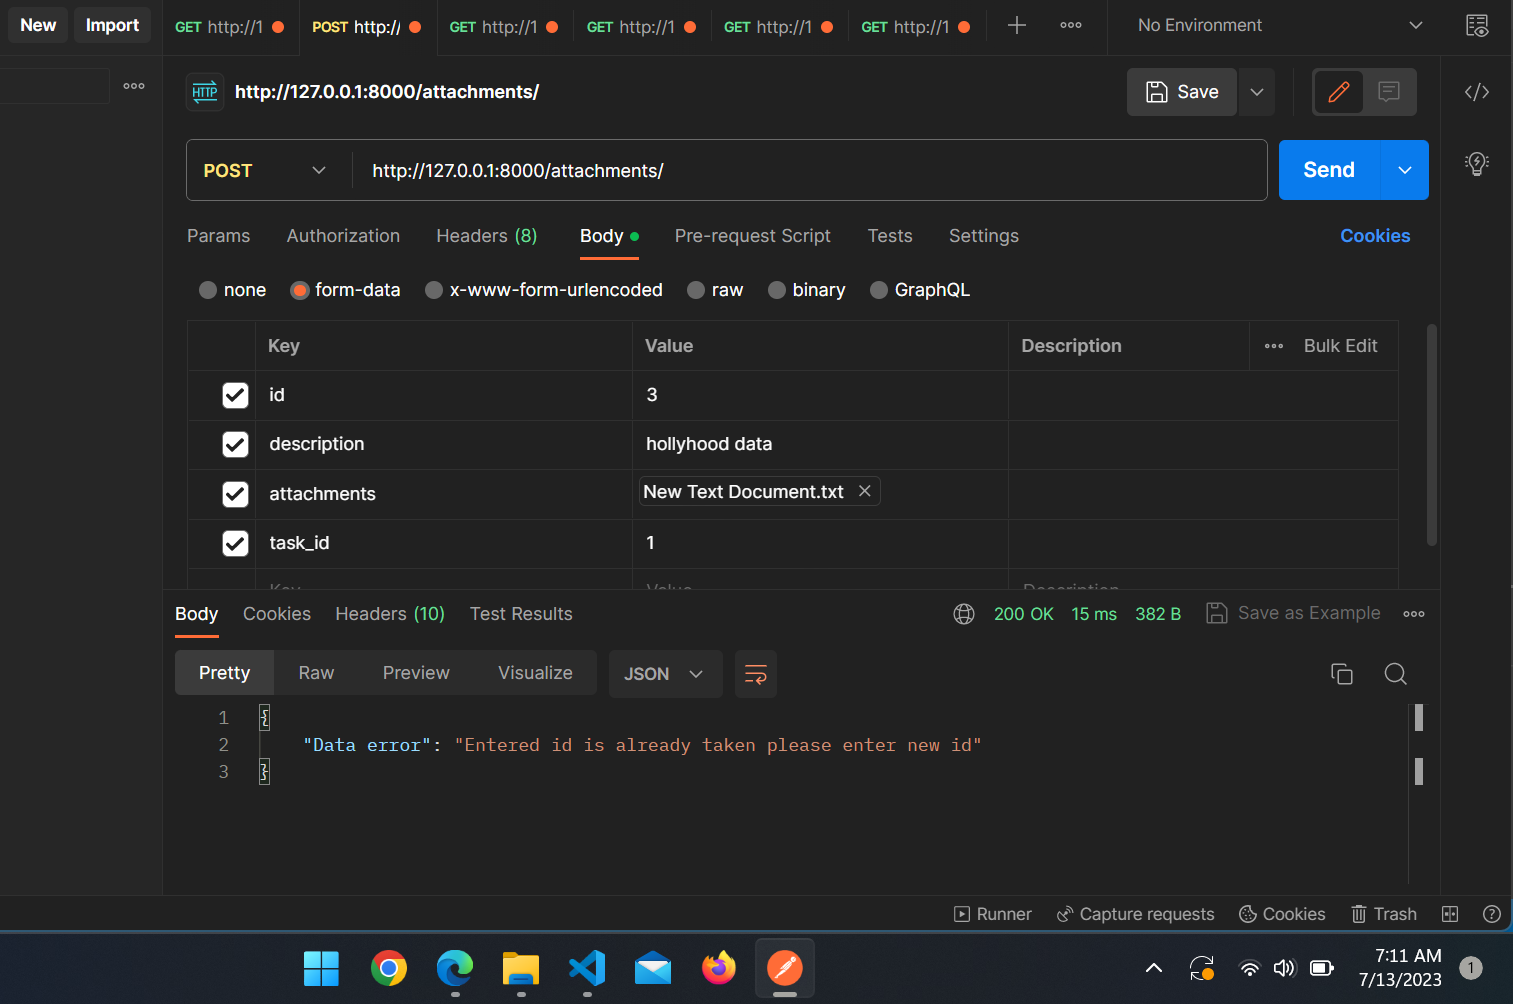 New Import GET http://1 POST http:// GET http://1 GET http://1 GET http://1 GET http://1 No Environment
HTTP http://127.0.0.1:8000/attachments/ Save
POST http://127.0.0.1:8000/attachments/ Send
Params Authorization Headers (8) Body Pre-request Script Tests Settings Cookies
none form-data x-www-form-urlencoded raw binary GraphQL
Key Value Description Bulk Edit
id 3
description hollyhood data
attachments New Text Document.txt
task_id 1
Key Value Description
Body Cookies Headers (10) Test Results 200 OK 15 ms 382 B Save as Example
Pretty Raw Preview Visualize JSON
1 {
2 "Data error": "Entered id is already taken please enter new id"
3 }
Runner Capture requests Cookies Trash
7:11 AM
7/13/2023 1